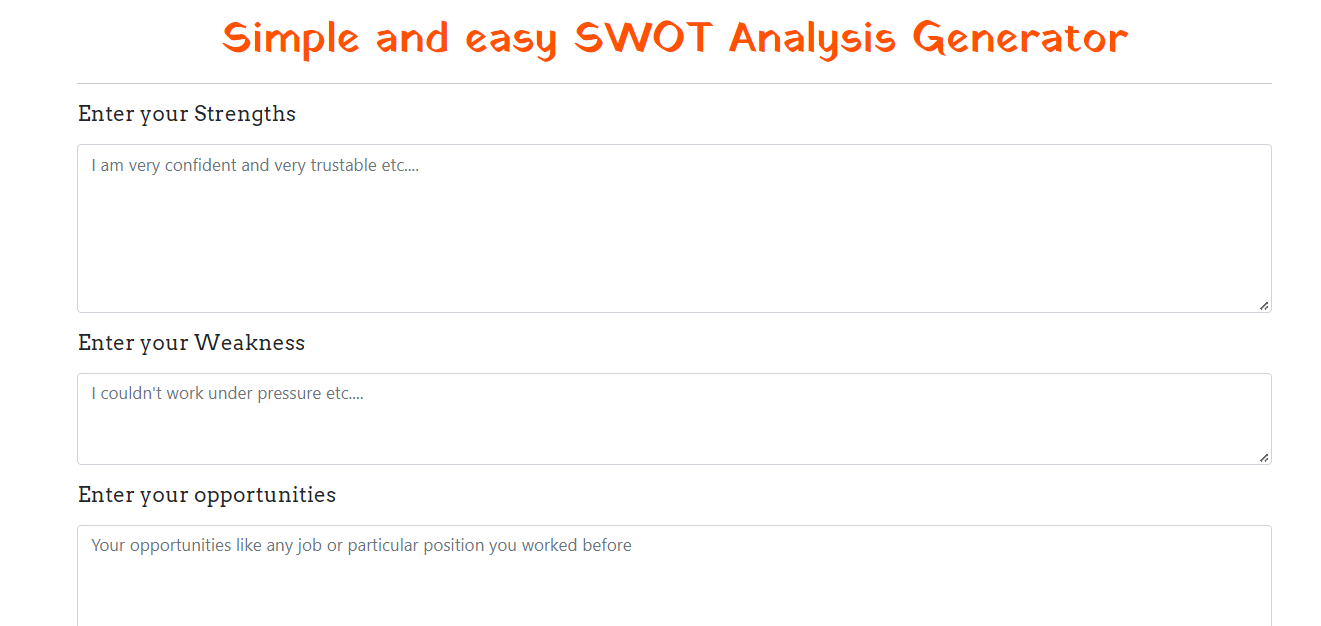 Simple and easy SWOT Analysis Generator
Enter your Strengths
I am very confident and very trustable etc....
Enter your Weakness
I couldn't work under pressure etc....
Enter your opportunities
Your opportunities like any job or particular position you worked before